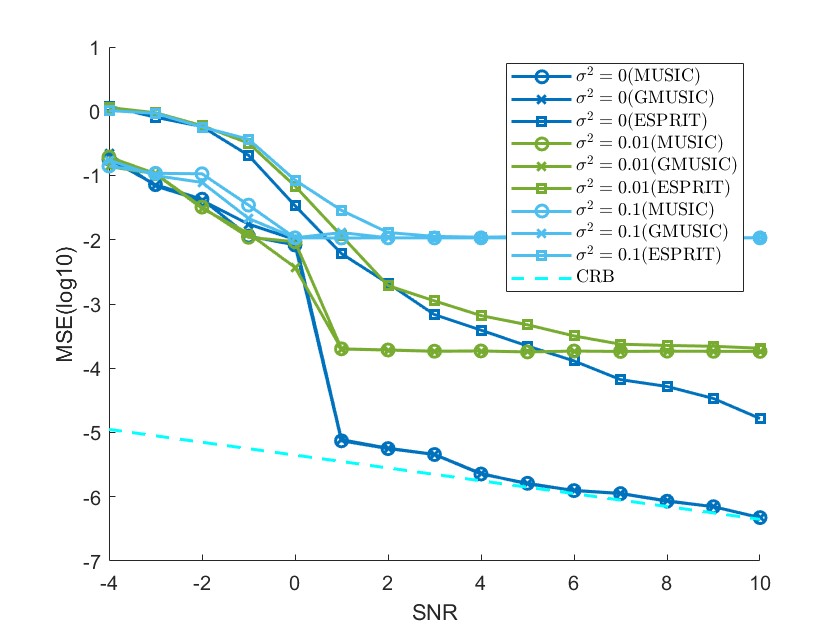 1
0
-1
-2
-3
-4
-5
-6
-7
MSE(log10)
-4
-2
0
2
4
6
8
10
SNR
σ² = 0(MUSIC)
σ² = 0(GMUSIC)
σ² = 0(ESPRIT)
σ² = 0.01(MUSIC)
σ² = 0.01(GMUSIC)
σ² = 0.01(ESPRIT)
σ² = 0.1(MUSIC)
σ² = 0.1(GMUSIC)
σ² = 0.1(ESPRIT)
CRB